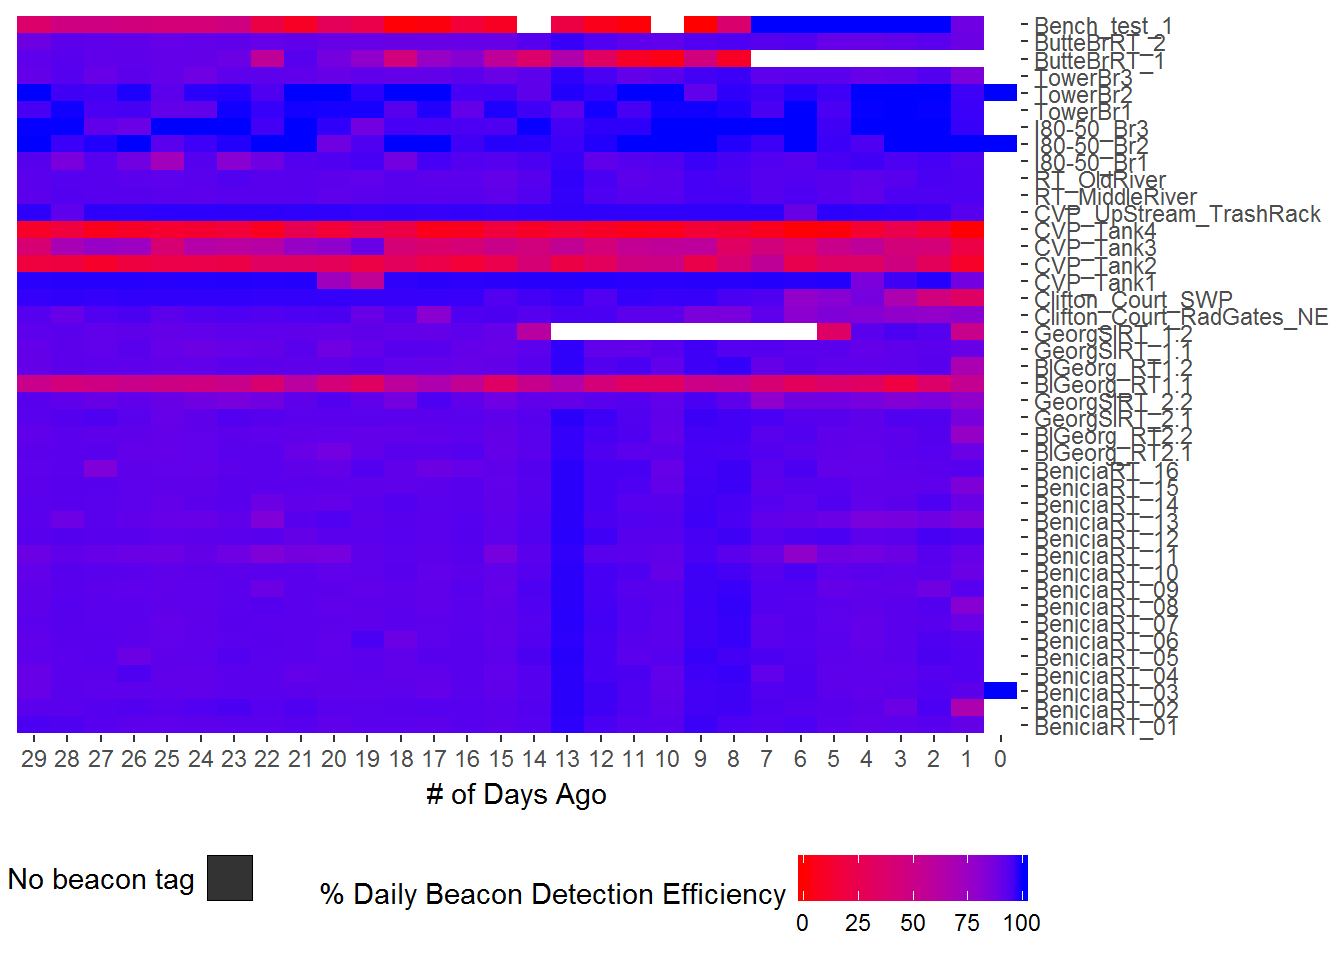 Bench_test_1
ButteBrRT_2
ButteBrRT_1
TowerBr3
TowerBr2
TowerBr1
I80-50_Br3
I80-50_Br2
I80-50_Br1
RT_OldRiver
RT_MiddleRiver
CVP_UpStream_TrashRack
CVP_Tank4
CVP_Tank3
CVP_Tank2
CVP_Tank1
Clifton_Court_SWP
Clifton_Court_RadGates_NE
GeorgSlRT_1.2
GeorgSlRT_1.1
BlGeorg_RT1.2
BlGeorg_RT1.1
GeorgSlRT_2.2
GeorgSlRT_2.1
BlGeorg_RT2.2
BlGeorg_RT2.1
BeniciaRT_16
BeniciaRT_15
BeniciaRT_14
BeniciaRT_13
BeniciaRT_12
BeniciaRT_11
BeniciaRT_10
BeniciaRT_09
BeniciaRT_08
BeniciaRT_07
BeniciaRT_06
BeniciaRT_05
BeniciaRT_04
BeniciaRT_03
BeniciaRT_02
BeniciaRT_01
29 28 27 26 25 24 23 22 21 20 19 18 17 16 15 14 13 12 11 10 9 8 7 6 5 4 3 2 1 0
# of Days Ago
No beacon tag
% Daily Beacon Detection Efficiency
0 25 50 75 100